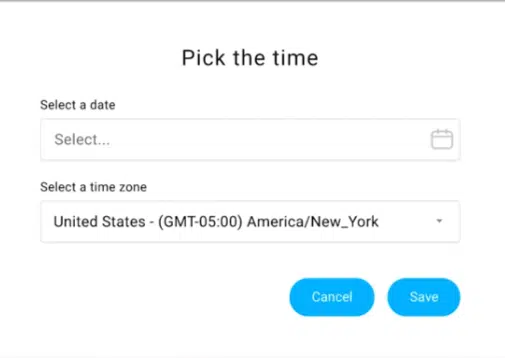 Pick the time
Select a date
Select...
Select a time zone
United States - (GMT-05:00) America/New_York
Cancel Save